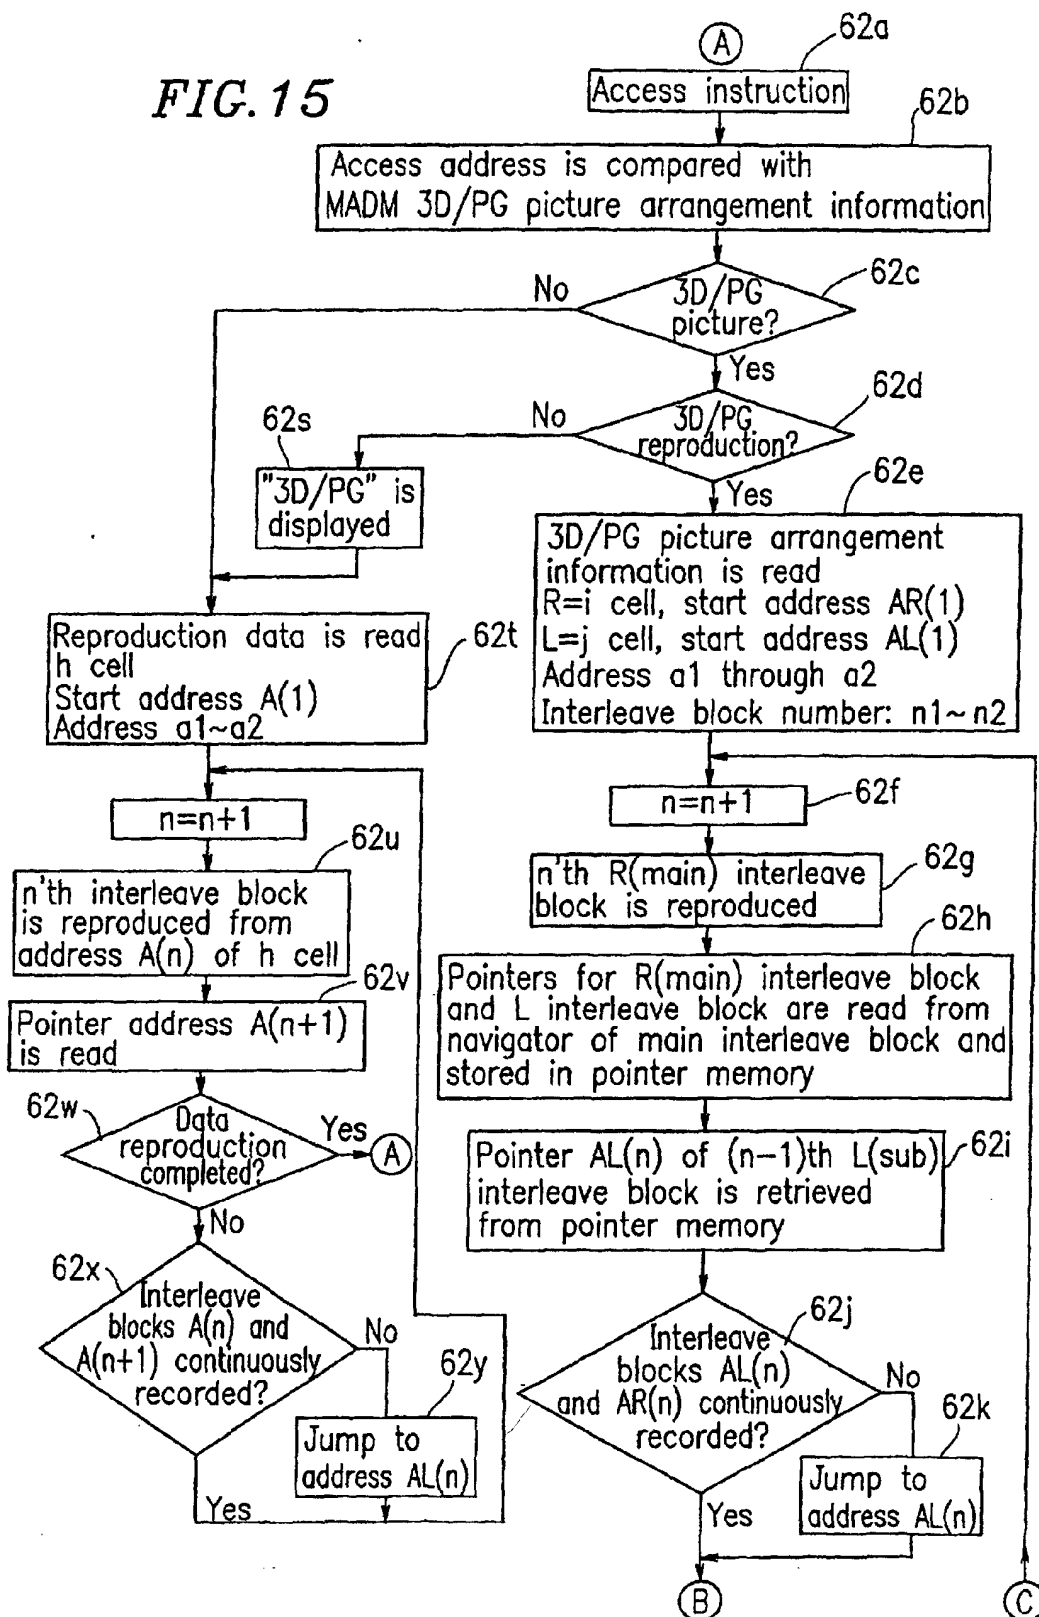 FIG.15
A
62a
Access instruction
62b
Access address is compared with
MADM 3D/PG picture arrangement information
62c
No
3D/PG
picture?
Yes
62d
No
3D/PG
reproduction?
Yes
62s
"3D/PG" is
displayed
62e
3D/PG picture arrangement
information is read
R=i cell, start address AR(1)
L=j cell, start address AL(1)
Address a1 through a2
Interleave block number: n1~n2
Reproduction data is read
h cell
Start address A(1)
Address a1~a2
62t
n=n+1
62u
n'th interleave block
is reproduced from
address A(n) of h cell
62v
Pointer address A(n+1)
is read
62w
Data
reproduction
completed?
Yes
A
No
62x
Interleave
blocks A(n) and
A(n+1) continuously
recorded?
No
62y
Jump to
address AL(n)
Yes
n=n+1
62f
n'th R(main) interleave
block is reproduced
62g
62h
Pointers for R(main) interleave block
and L interleave block are read from
navigator of main interleave block and
stored in pointer memory
Pointer AL(n) of (n-1)th L(sub)
interleave block is retrieved
from pointer memory
62i
62j
Interleave
blocks AL(n)
and AR(n) continuously
recorded?
No
62k
Jump to
address AL(n)
Yes
B
C